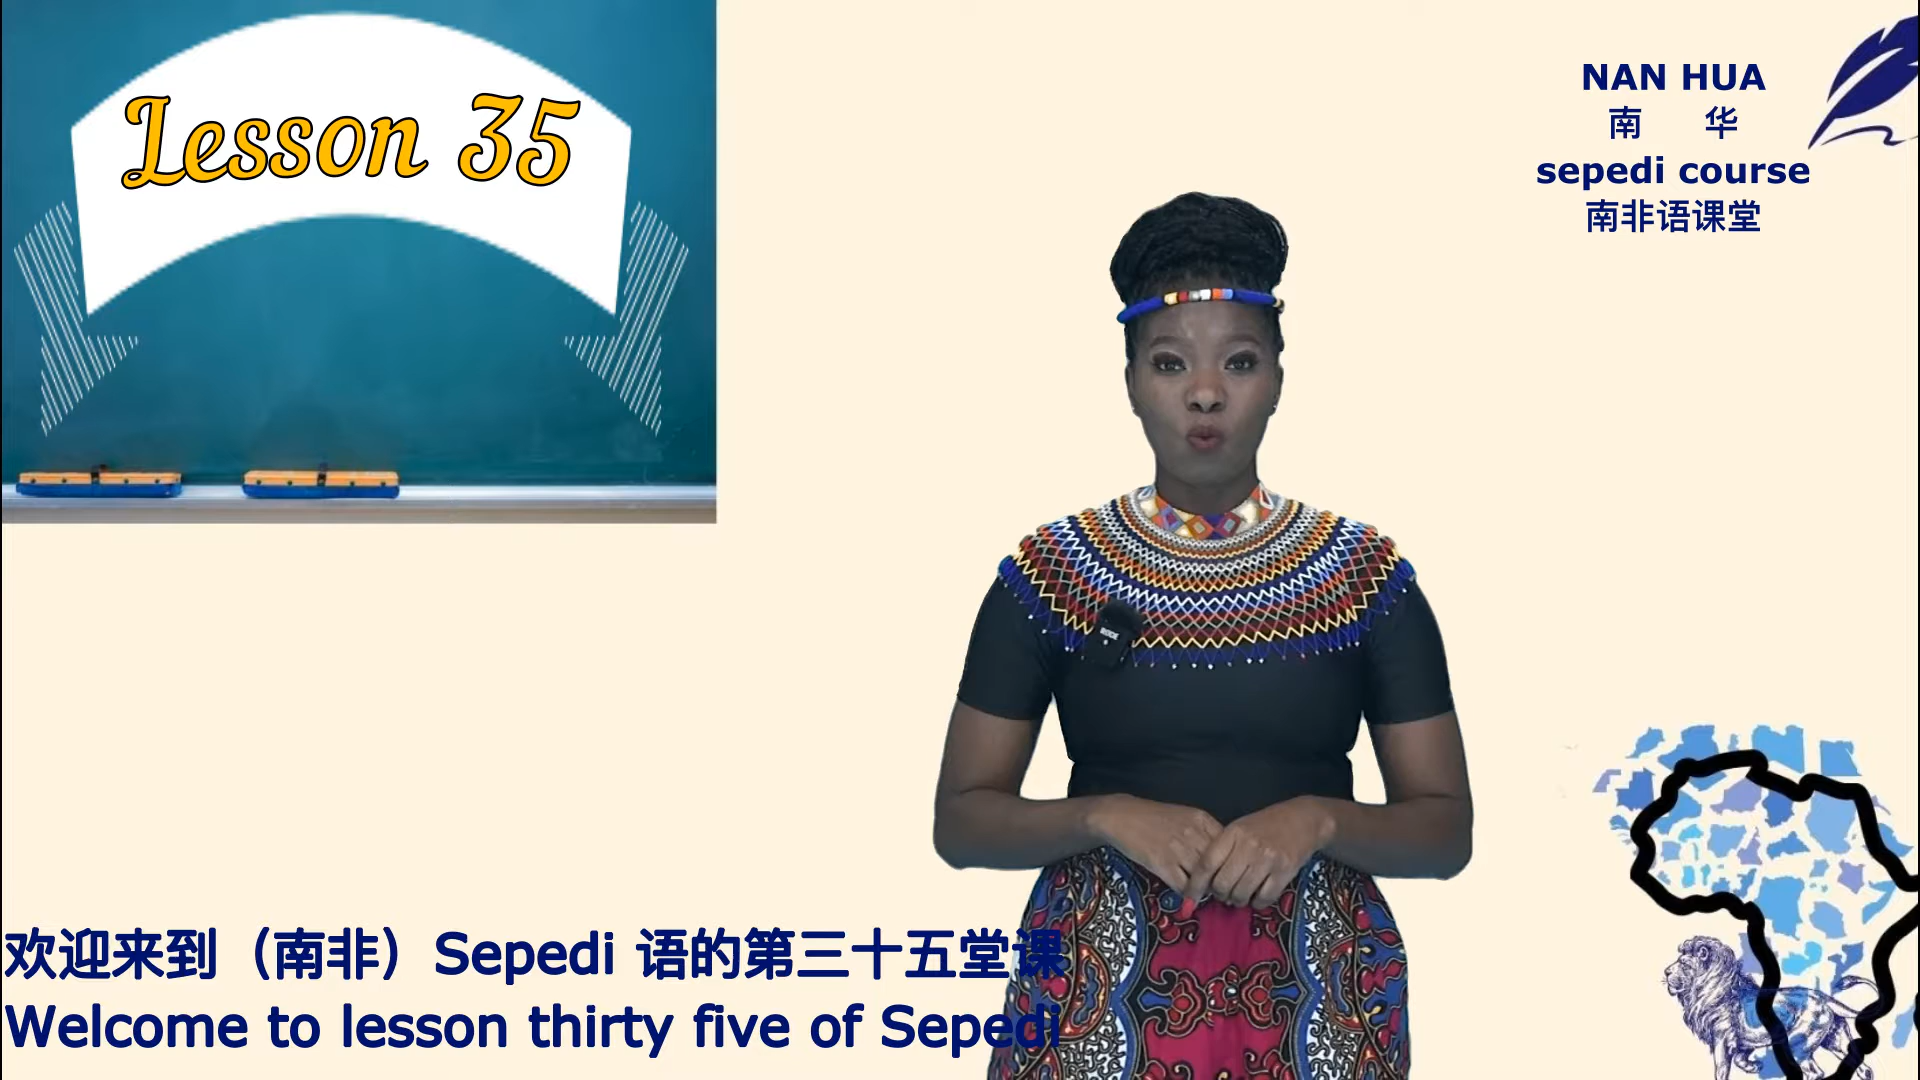 Lesson 35
NAN HUA
南 华
sepedi course
南非语课堂
RODE
欢迎来到（南非）Sepedi 语的第三十五堂课
Welcome to lesson thirty five of Sepedi